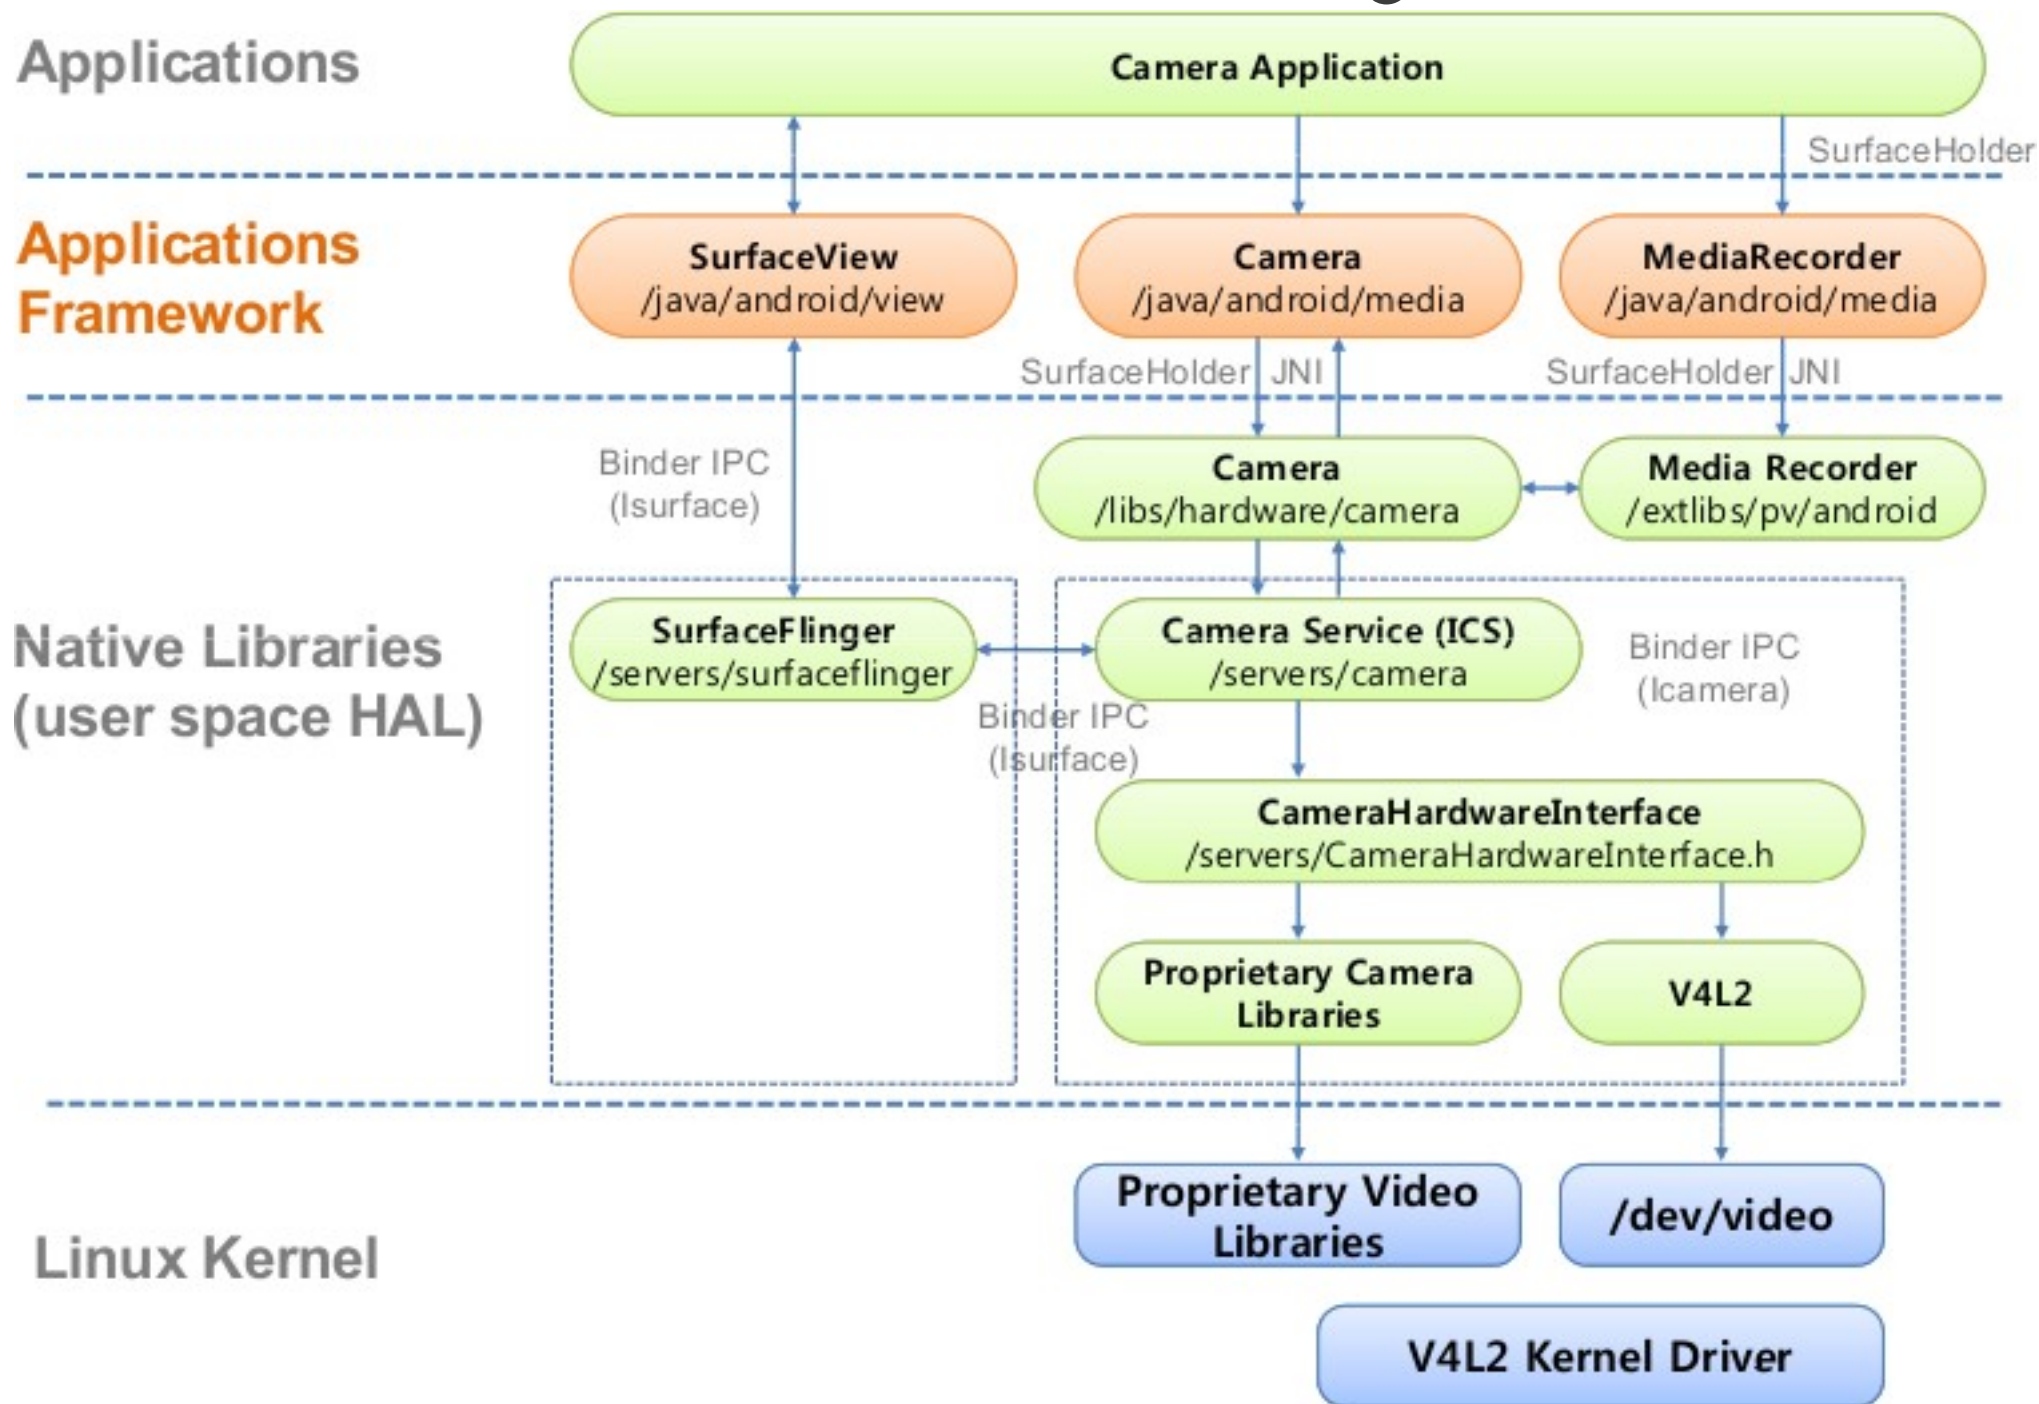 Applications
Camera Application
SurfaceHolder
Applications
Framework
SurfaceView
/java/android/view
Camera
/java/android/media
MediaRecorder
/java/android/media
SurfaceHolder
JNI
SurfaceHolder
JNI
Binder IPC
(Isurface)
Camera
/libs/hardware/camera
Media Recorder
/extlibs/pv/android
Native Libraries
(user space HAL)
SurfaceFlinger
/servers/surfaceflinger
Camera Service (ICS)
/servers/camera
Binder IPC
(Icamera)
Binder IPC
(Isurface)
CameraHardwareInterface
/servers/CameraHardwareInterface.h
Proprietary Camera
Libraries
V4L2
Linux Kernel
Proprietary Video
Libraries
/dev/video
V4L2 Kernel Driver